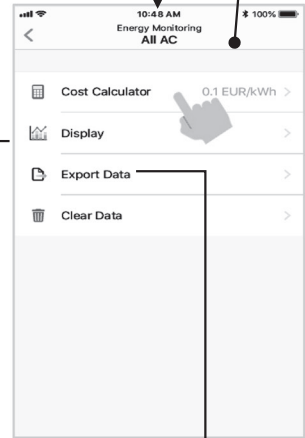 10:48 AM 100%
Energy Monitoring
All AC
Cost Calculator 0.1 EUR/kWh
Display
Export Data
Clear Data